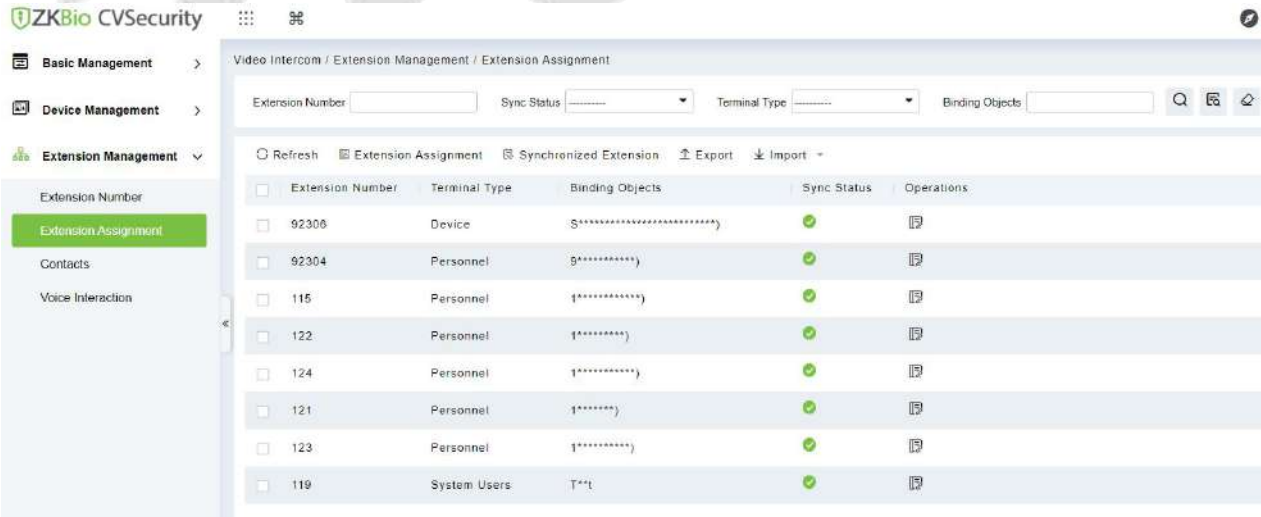 ZKBio CVSecurity
Basic Management
Device Management
Extension Management
Extension Number
Extension Assignment
Contacts
Voice Interaction
Video Intercom / Extension Management / Extension Assignment
Extension Number Sync Status ---------- Terminal Type ---------- Binding Objects
Refresh Extension Assignment Synchronized Extension Export Import
Extension Number Terminal Type Binding Objects Sync Status Operations
92306 Device S**************************)
92304 Personnel 9***********)
115 Personnel 1************)
122 Personnel 1*********)
124 Personnel 1***********)
121 Personnel 1*******)
123 Personnel 1**********)
119 System Users T**t